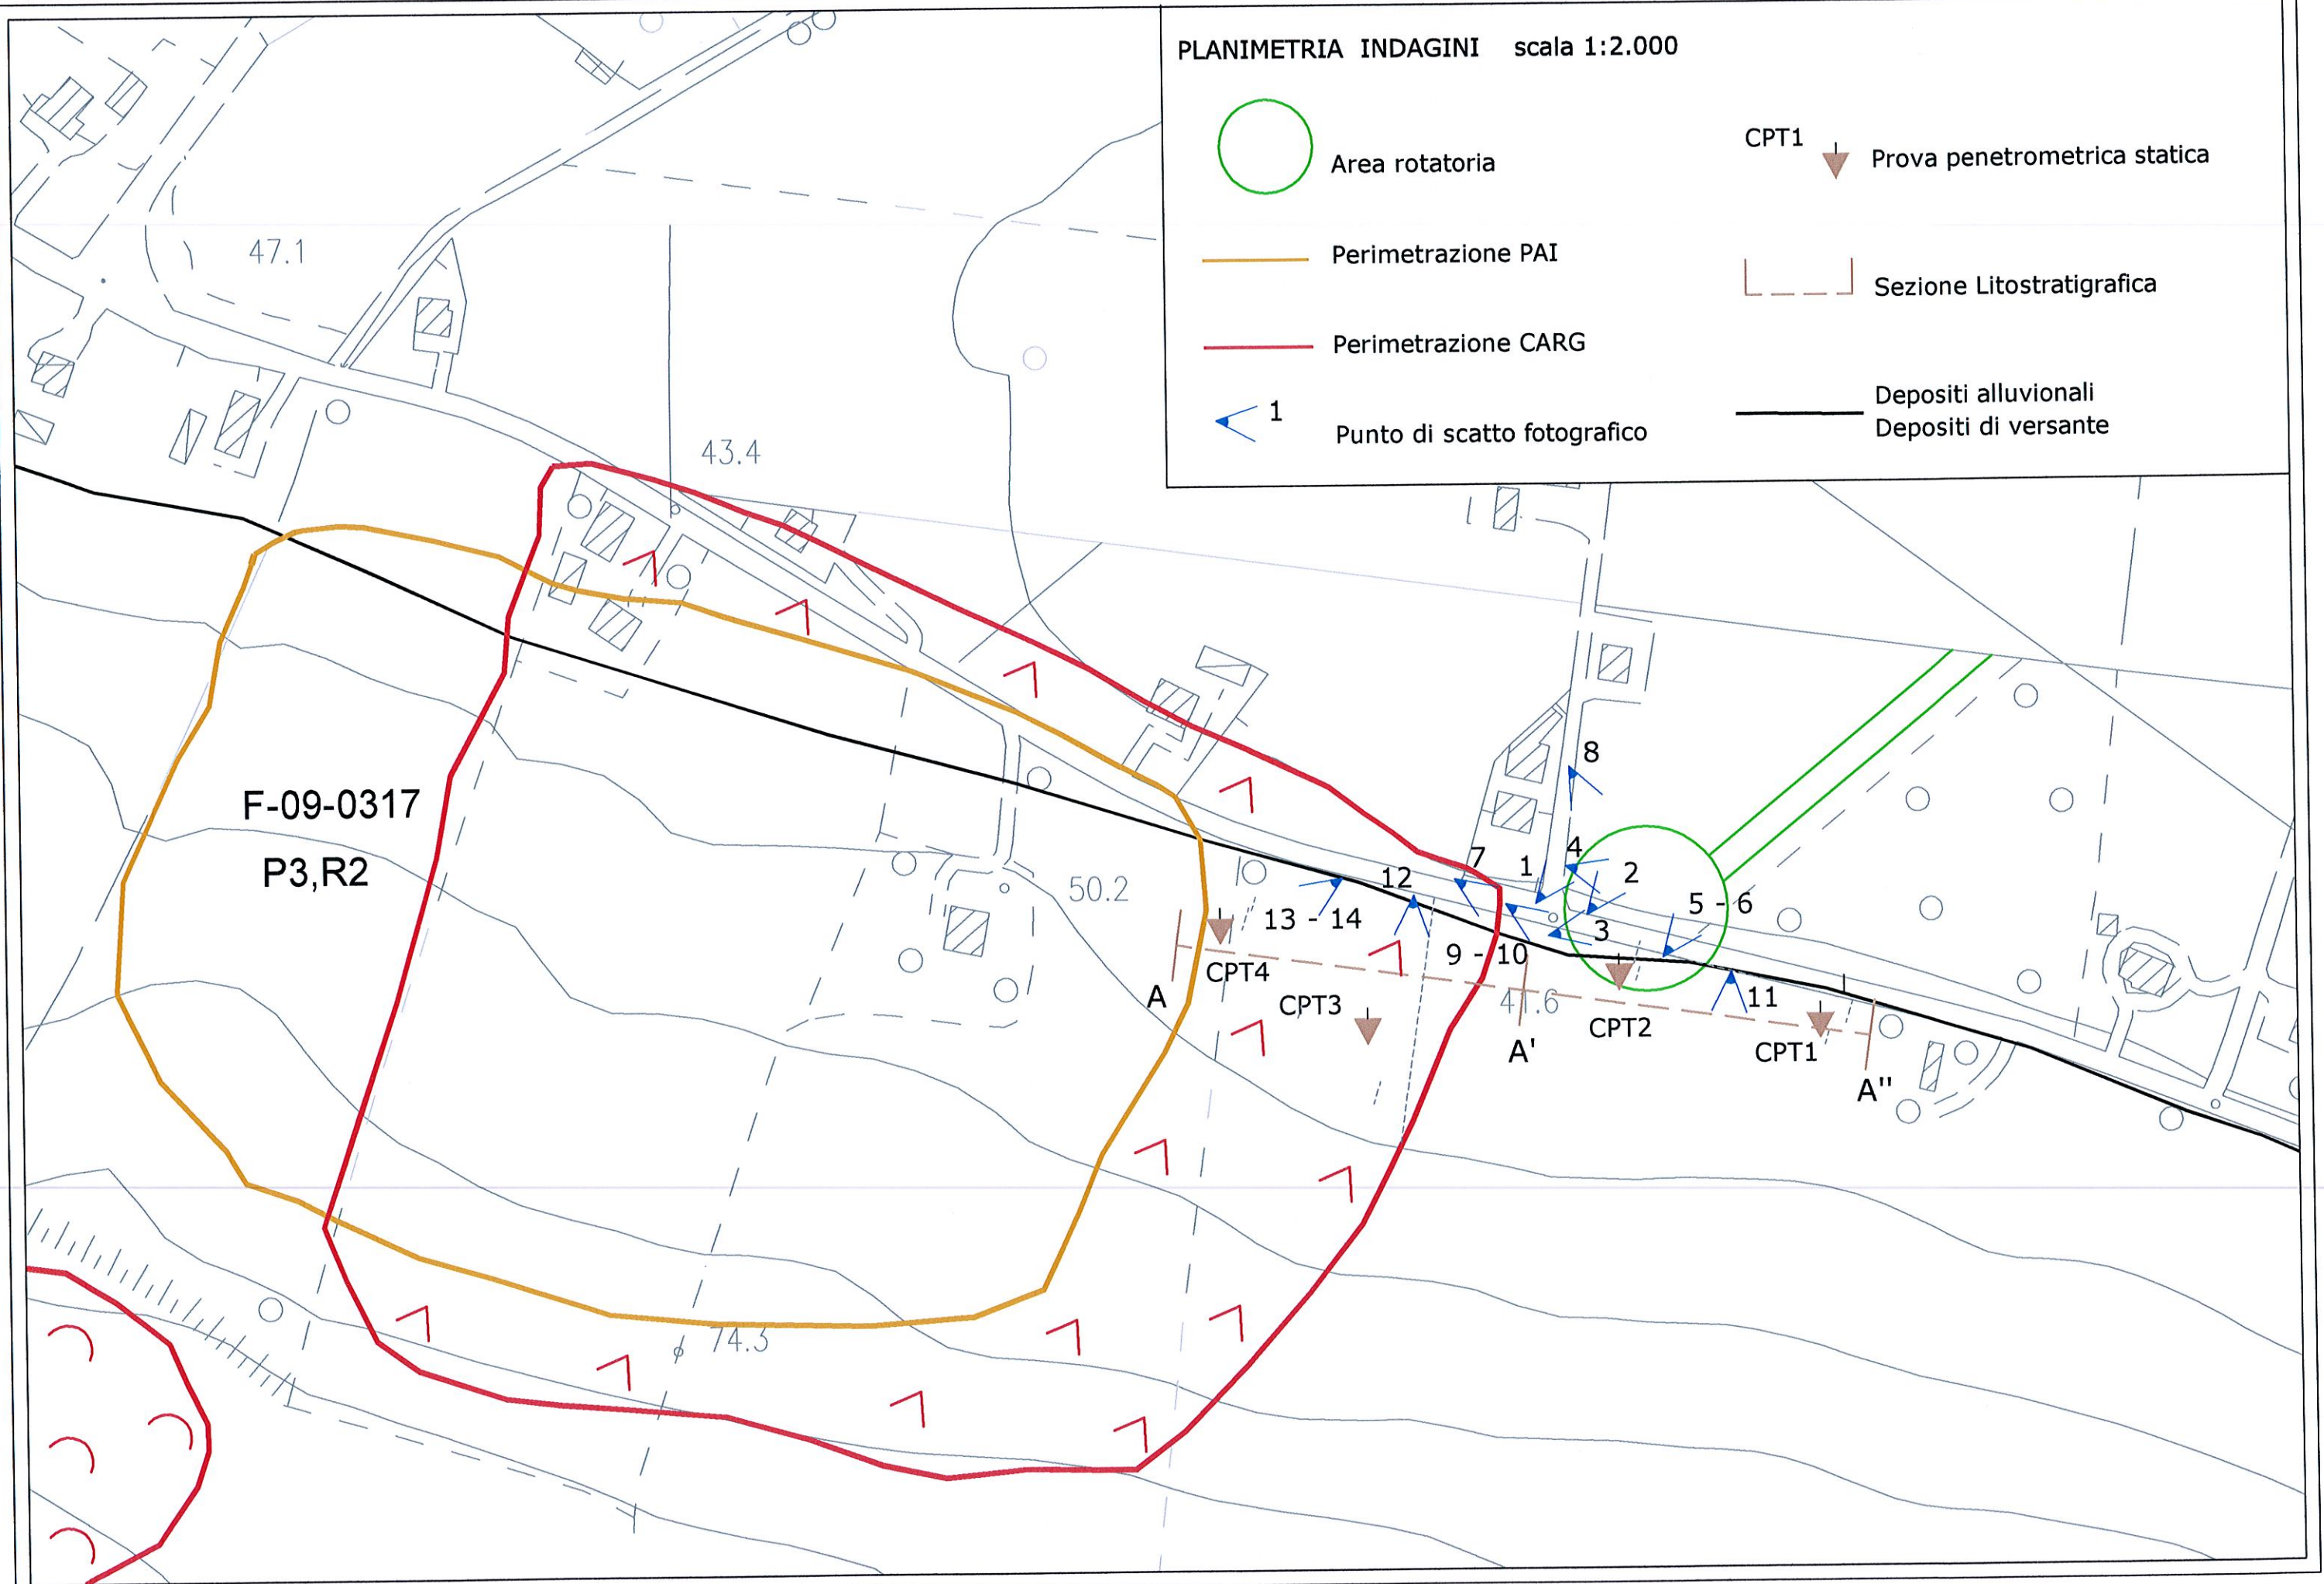 PLANIMETRIA INDAGINI scala 1:2.000
Area rotatoria
CPT1 Prova penetrometrica statica
Perimetrazione PAI
Sezione Litostratigrafica
Perimetrazione CARG
1 Punto di scatto fotografico
Depositi alluvionali
Depositi di versante
47.1
43.4
F-09-0317
P3,R2
50.2
8
4
7
1
2
12
5 - 6
13 - 14
3
9 - 10
CPT4
A
CPT3
41.6
11
CPT2
A'
CPT1
A''
74.3